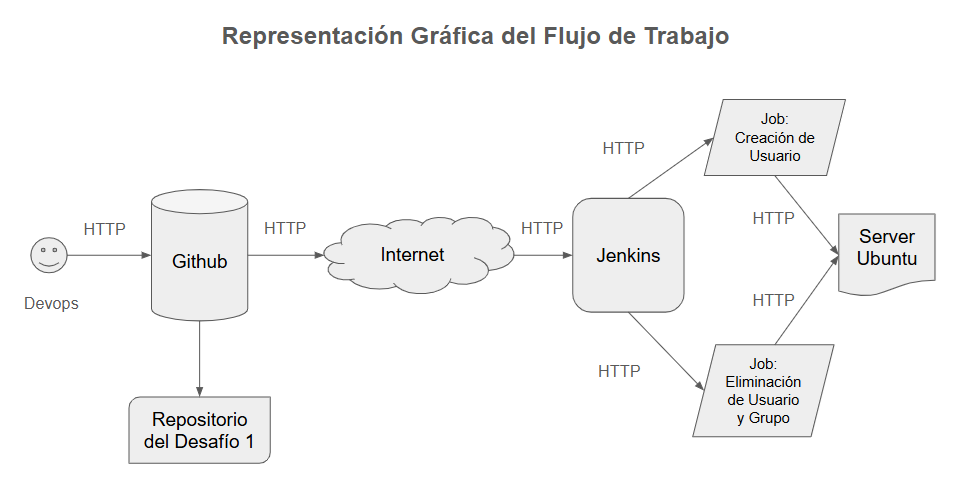 Representación Gráfica del Flujo de Trabajo
Job:
Creación de
Usuario
HTTP
HTTP
HTTP
HTTP
HTTP
Server
Ubuntu
Github
Internet
Jenkins
Devops
HTTP
HTTP
Job:
Eliminación
de Usuario
y Grupo
Repositorio
del Desafío 1